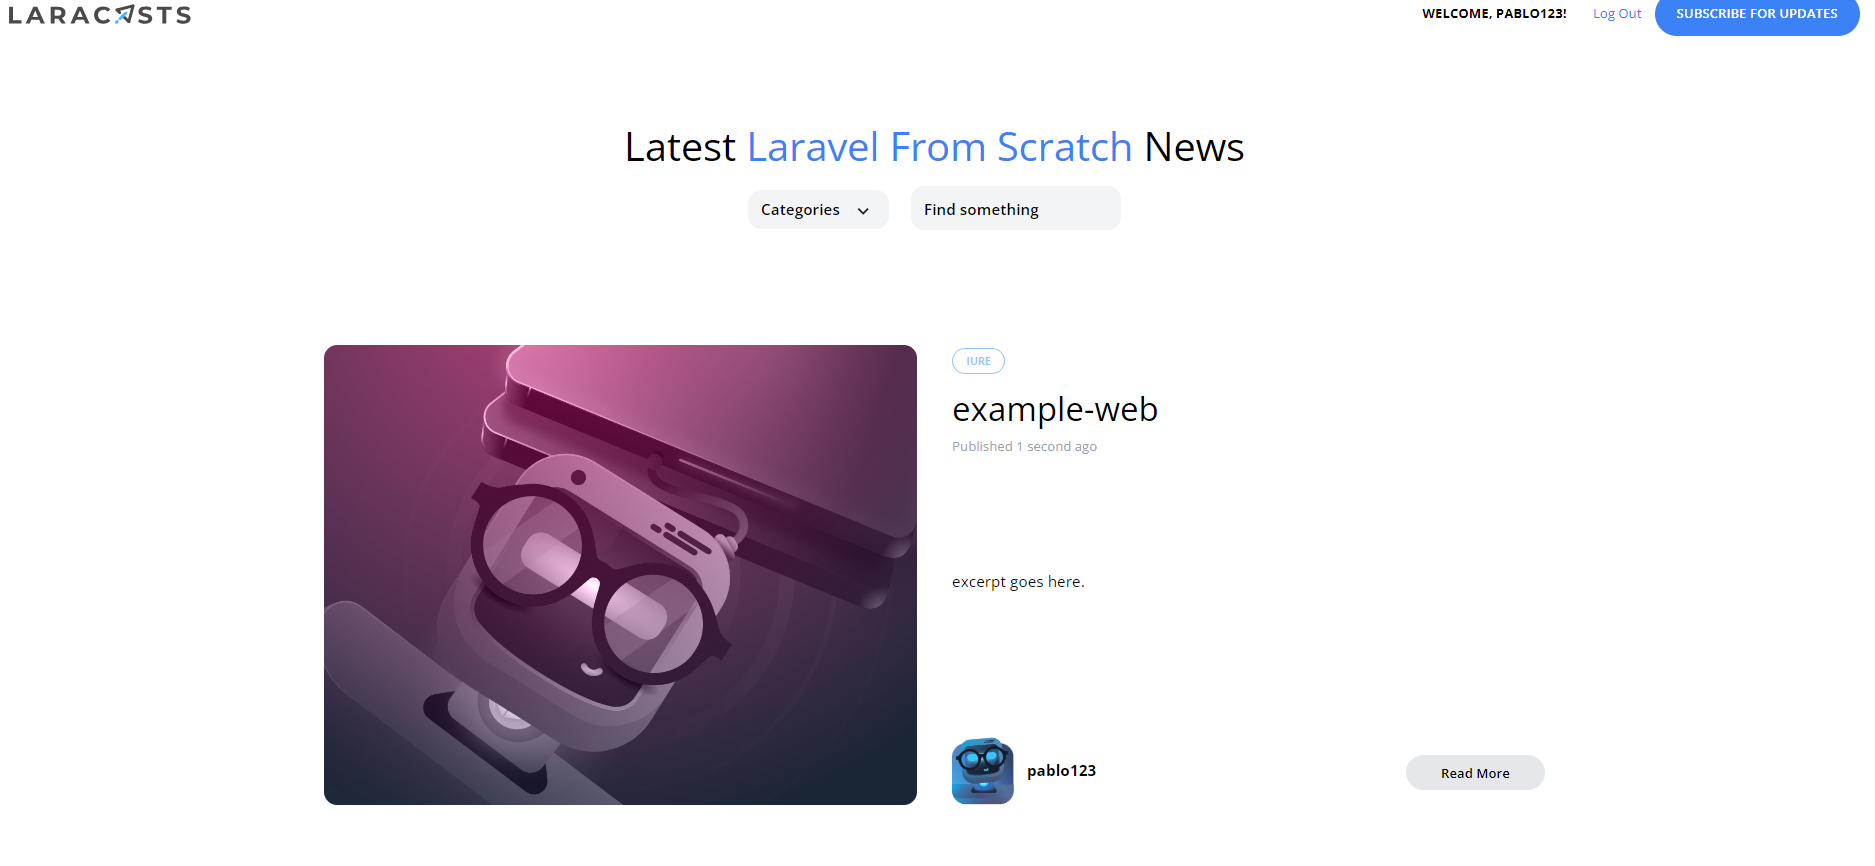 LARACASTS
WELCOME, PABLO123! Log Out SUBSCRIBE FOR UPDATES
Latest Laravel From Scratch News
Categories Find something
IURE
example-web
Published 1 second ago
excerpt goes here.
pablo123
Read More